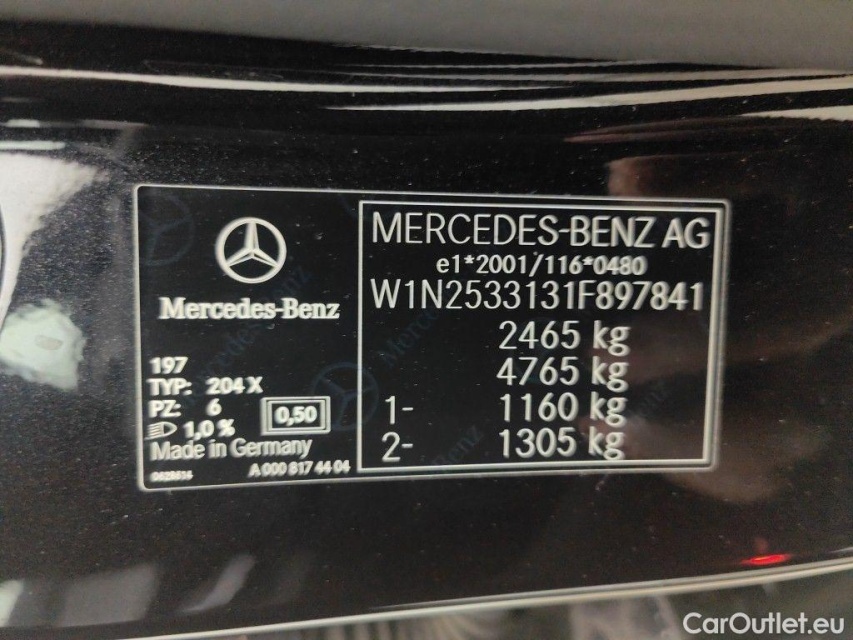 Mercedes-Benz
197
TYP: 204 X
PZ: 6
0,50
1,0 %
Made in Germany
A 000 817 44 04
MERCEDES-BENZ AG
e1*2001/116*0480
W1N2533131F897841
2465 kg
4765 kg
1- 1160 kg
2- 1305 kg
CarOutlet.eu